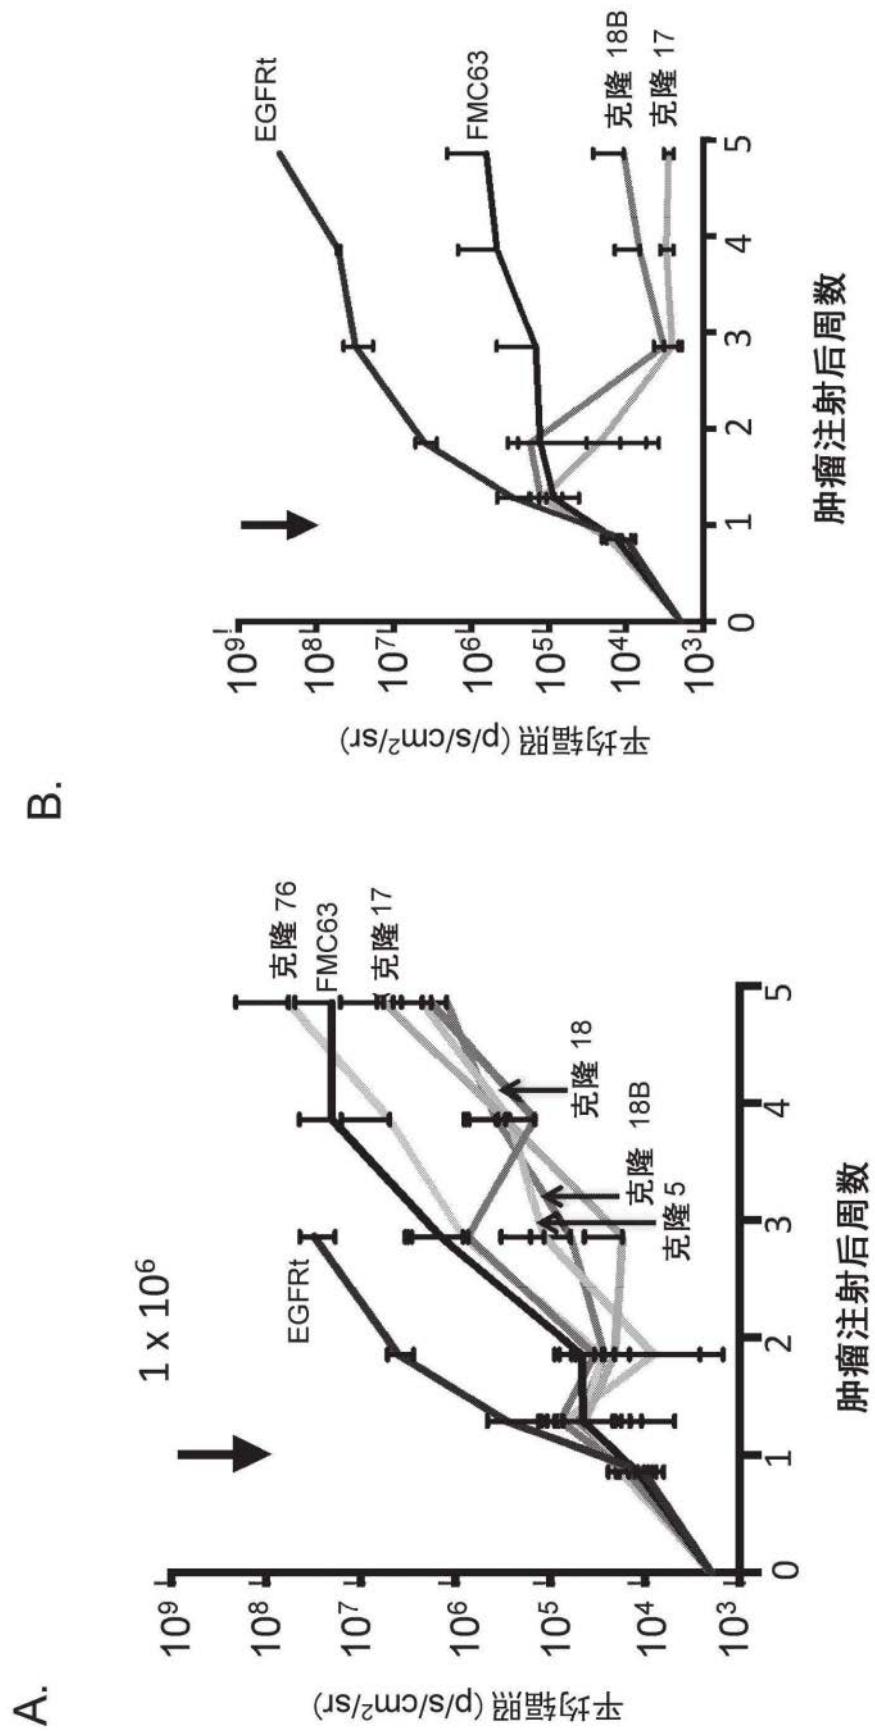 A.
1 x 10⁶
平均辐照 (p/s/cm²/sr)
10⁹
10⁸
10⁷
10⁶
10⁵
10⁴
10³
EGFRt
克隆 76
FMC63
克隆 17
克隆 18
克隆 18B
克隆 5
0 1 2 3 4 5
肿瘤注射后周数
B.
平均辐照 (p/s/cm²/sr)
10⁹
10⁸
10⁷
10⁶
10⁵
10⁴
10³
EGFRt
FMC63
克隆 18B
克隆 17
0 1 2 3 4 5
肿瘤注射后周数